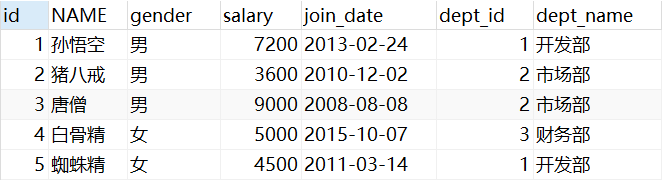 id NAME gender salary join_date dept_id dept_name
1 孙悟空 男 7200 2013-02-24 1 开发部
2 猪八戒 男 3600 2010-12-02 2 市场部
3 唐僧 男 9000 2008-08-08 2 市场部
4 白骨精 女 5000 2015-10-07 3 财务部
5 蜘蛛精 女 4500 2011-03-14 1 开发部